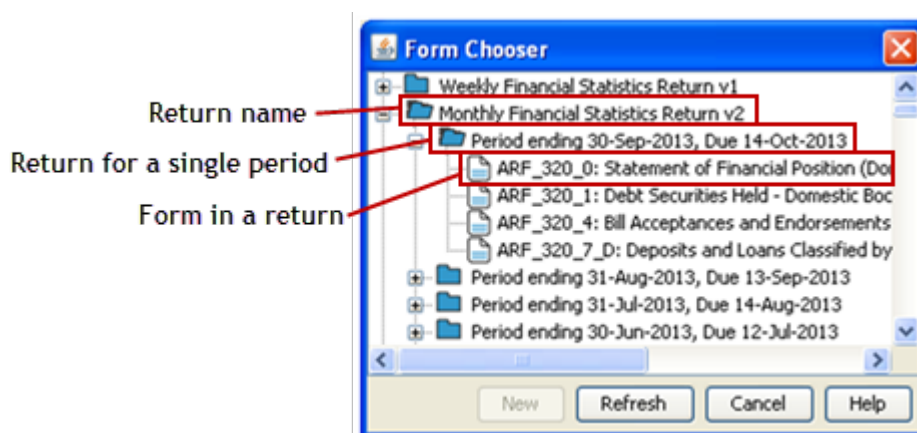 Form Chooser
Weekly Financial Statistics Return v1
Return name
Monthly Financial Statistics Return v2
Return for a single period
Period ending 30-Sep-2013, Due 14-Oct-2013
Form in a return
ARF_320_0: Statement of Financial Position (Do
ARF_320_1: Debt Securities Held - Domestic Boc
ARF_320_4: Bill Acceptances and Endorsements
ARF_320_7_D: Deposits and Loans Classified by
Period ending 31-Aug-2013, Due 13-Sep-2013
Period ending 31-Jul-2013, Due 14-Aug-2013
Period ending 30-Jun-2013, Due 12-Jul-2013
New Refresh Cancel Help